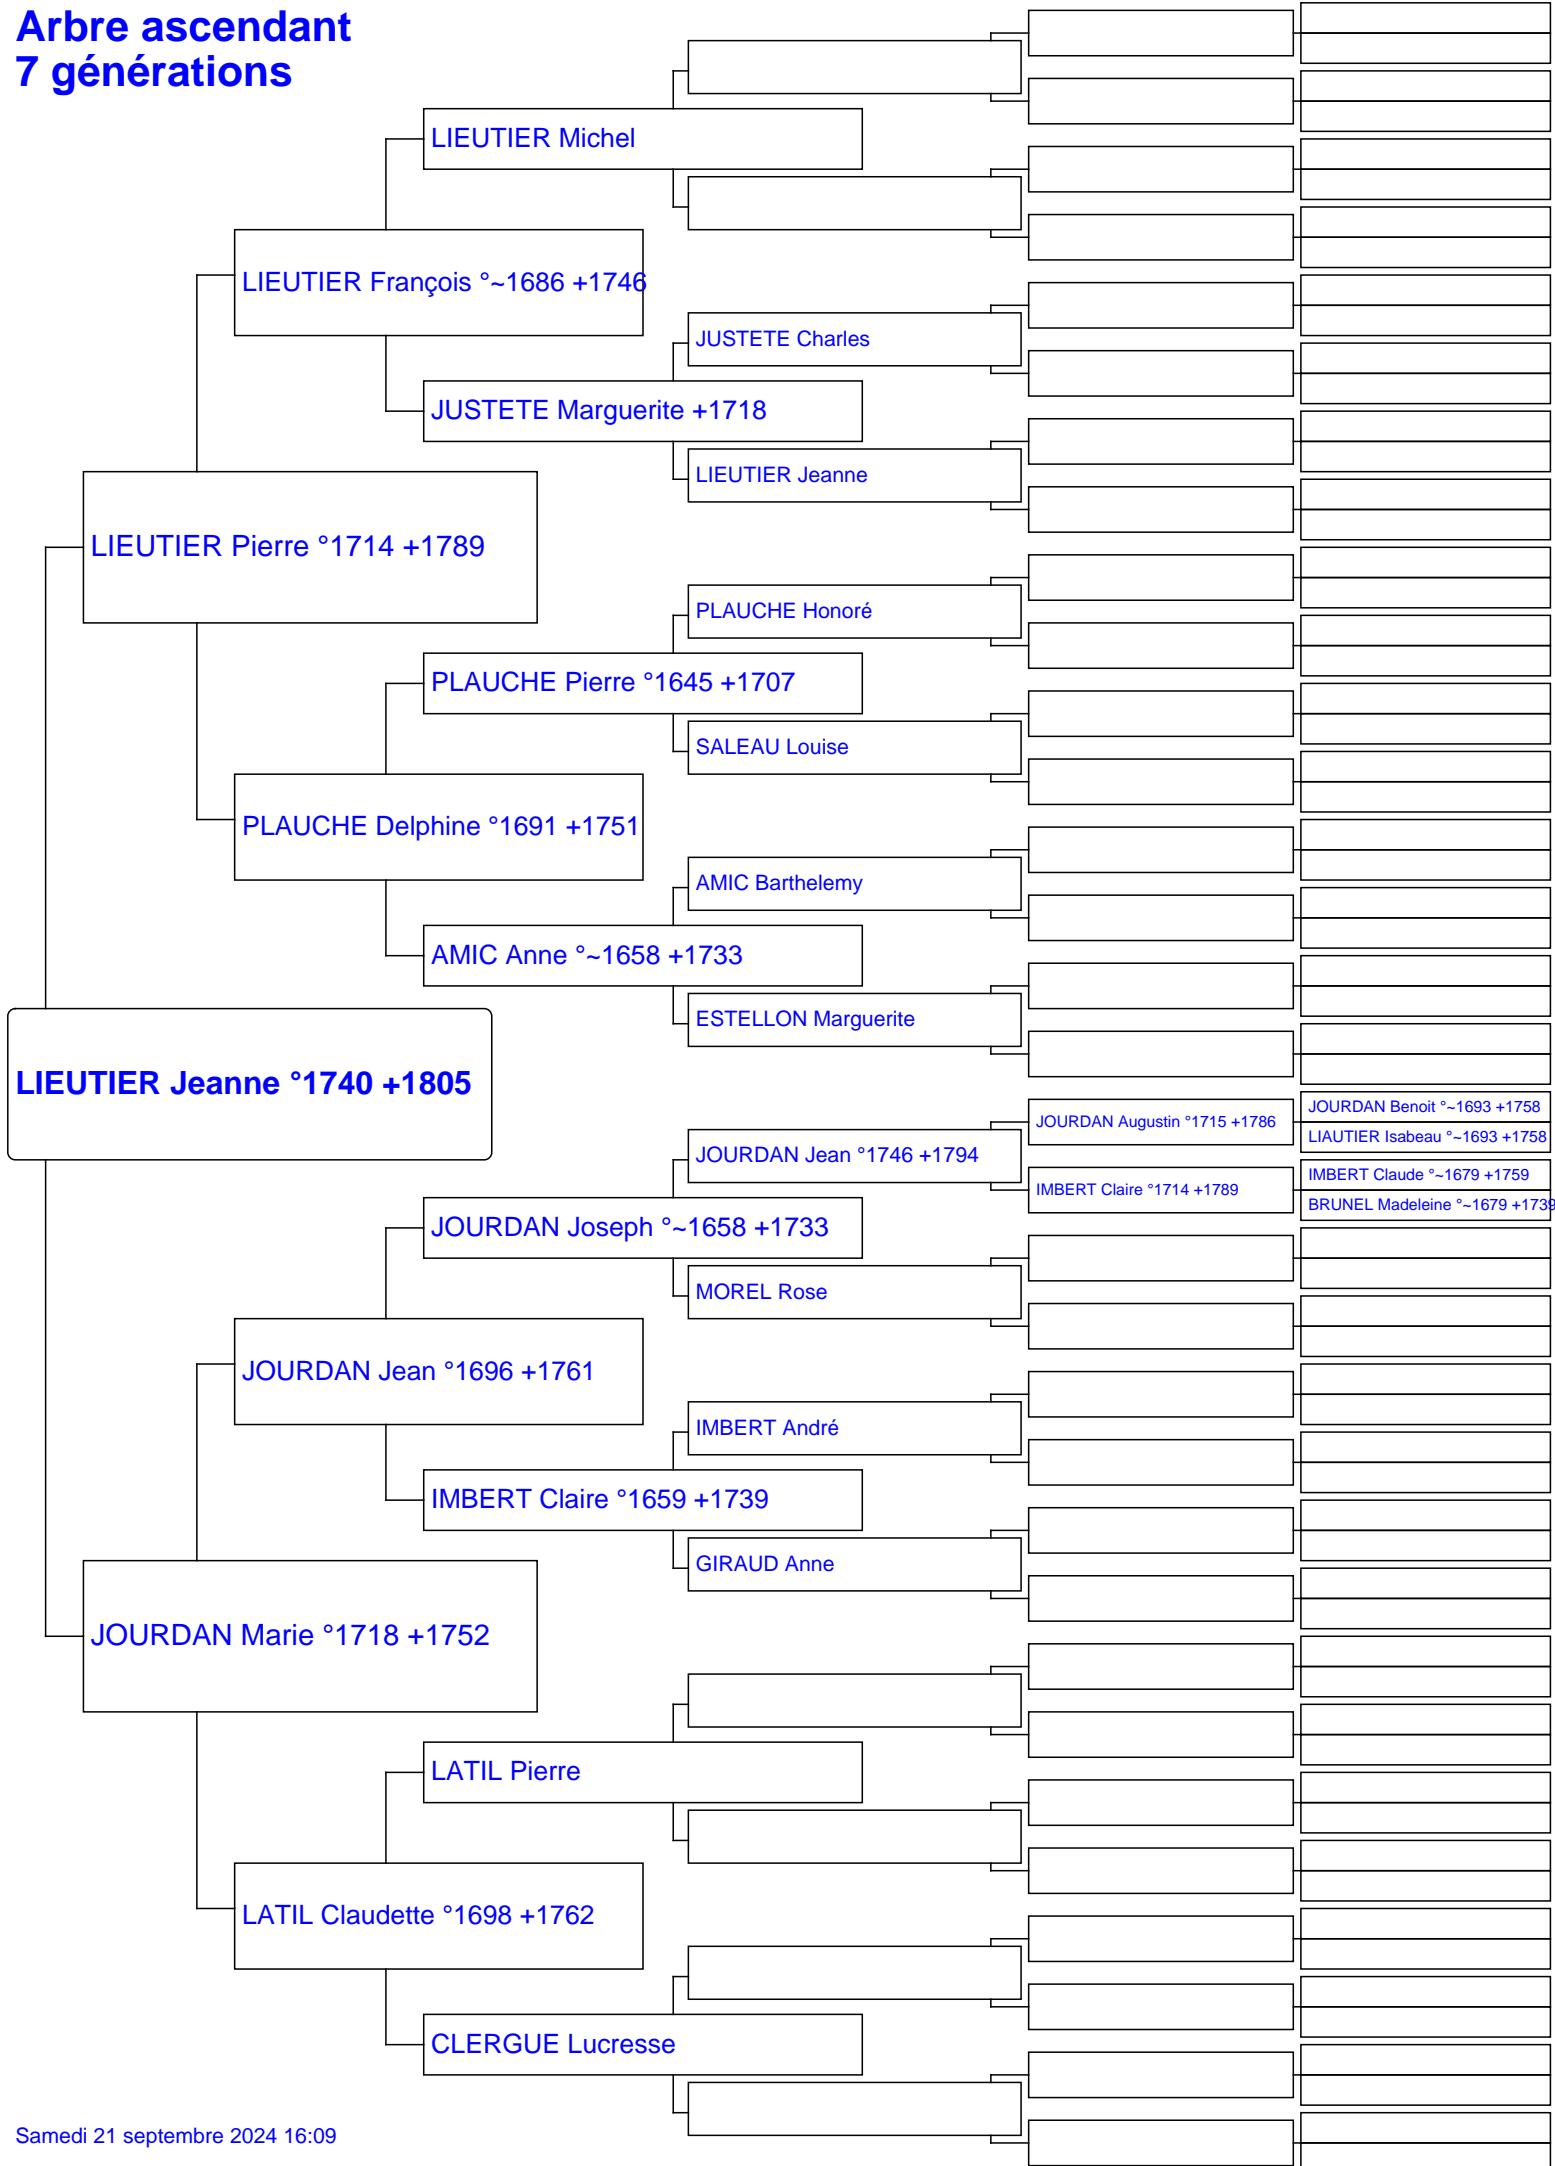 Arbre ascendant
7 générations
LIEUTIER Michel
LIEUTIER François °~1686 +1746
JUSTETE Charles
JUSTETE Marguerite +1718
LIEUTIER Jeanne
LIEUTIER Pierre °1714 +1789
PLAUCHE Honoré
PLAUCHE Pierre °1645 +1707
SALEAU Louise
PLAUCHE Delphine °1691 +1751
AMIC Barthelemy
AMIC Anne °~1658 +1733
ESTELLON Marguerite
LIEUTIER Jeanne °1740 +1805
JOURDAN Benoit °~1693 +1758
JOURDAN Augustin °1715 +1786
LIAUTIER Isabeau °~1693 +1758
JOURDAN Jean °1746 +1794
IMBERT Claude °~1679 +1759
IMBERT Claire °1714 +1789
BRUNEL Madeleine °~1679 +1739
JOURDAN Joseph °~1658 +1733
MOREL Rose
JOURDAN Jean °1696 +1761
IMBERT André
IMBERT Claire °1659 +1739
GIRAUD Anne
JOURDAN Marie °1718 +1752
LATIL Pierre
LATIL Claudette °1698 +1762
CLERGUE Lucresse
Samedi 21 septembre 2024 16:09